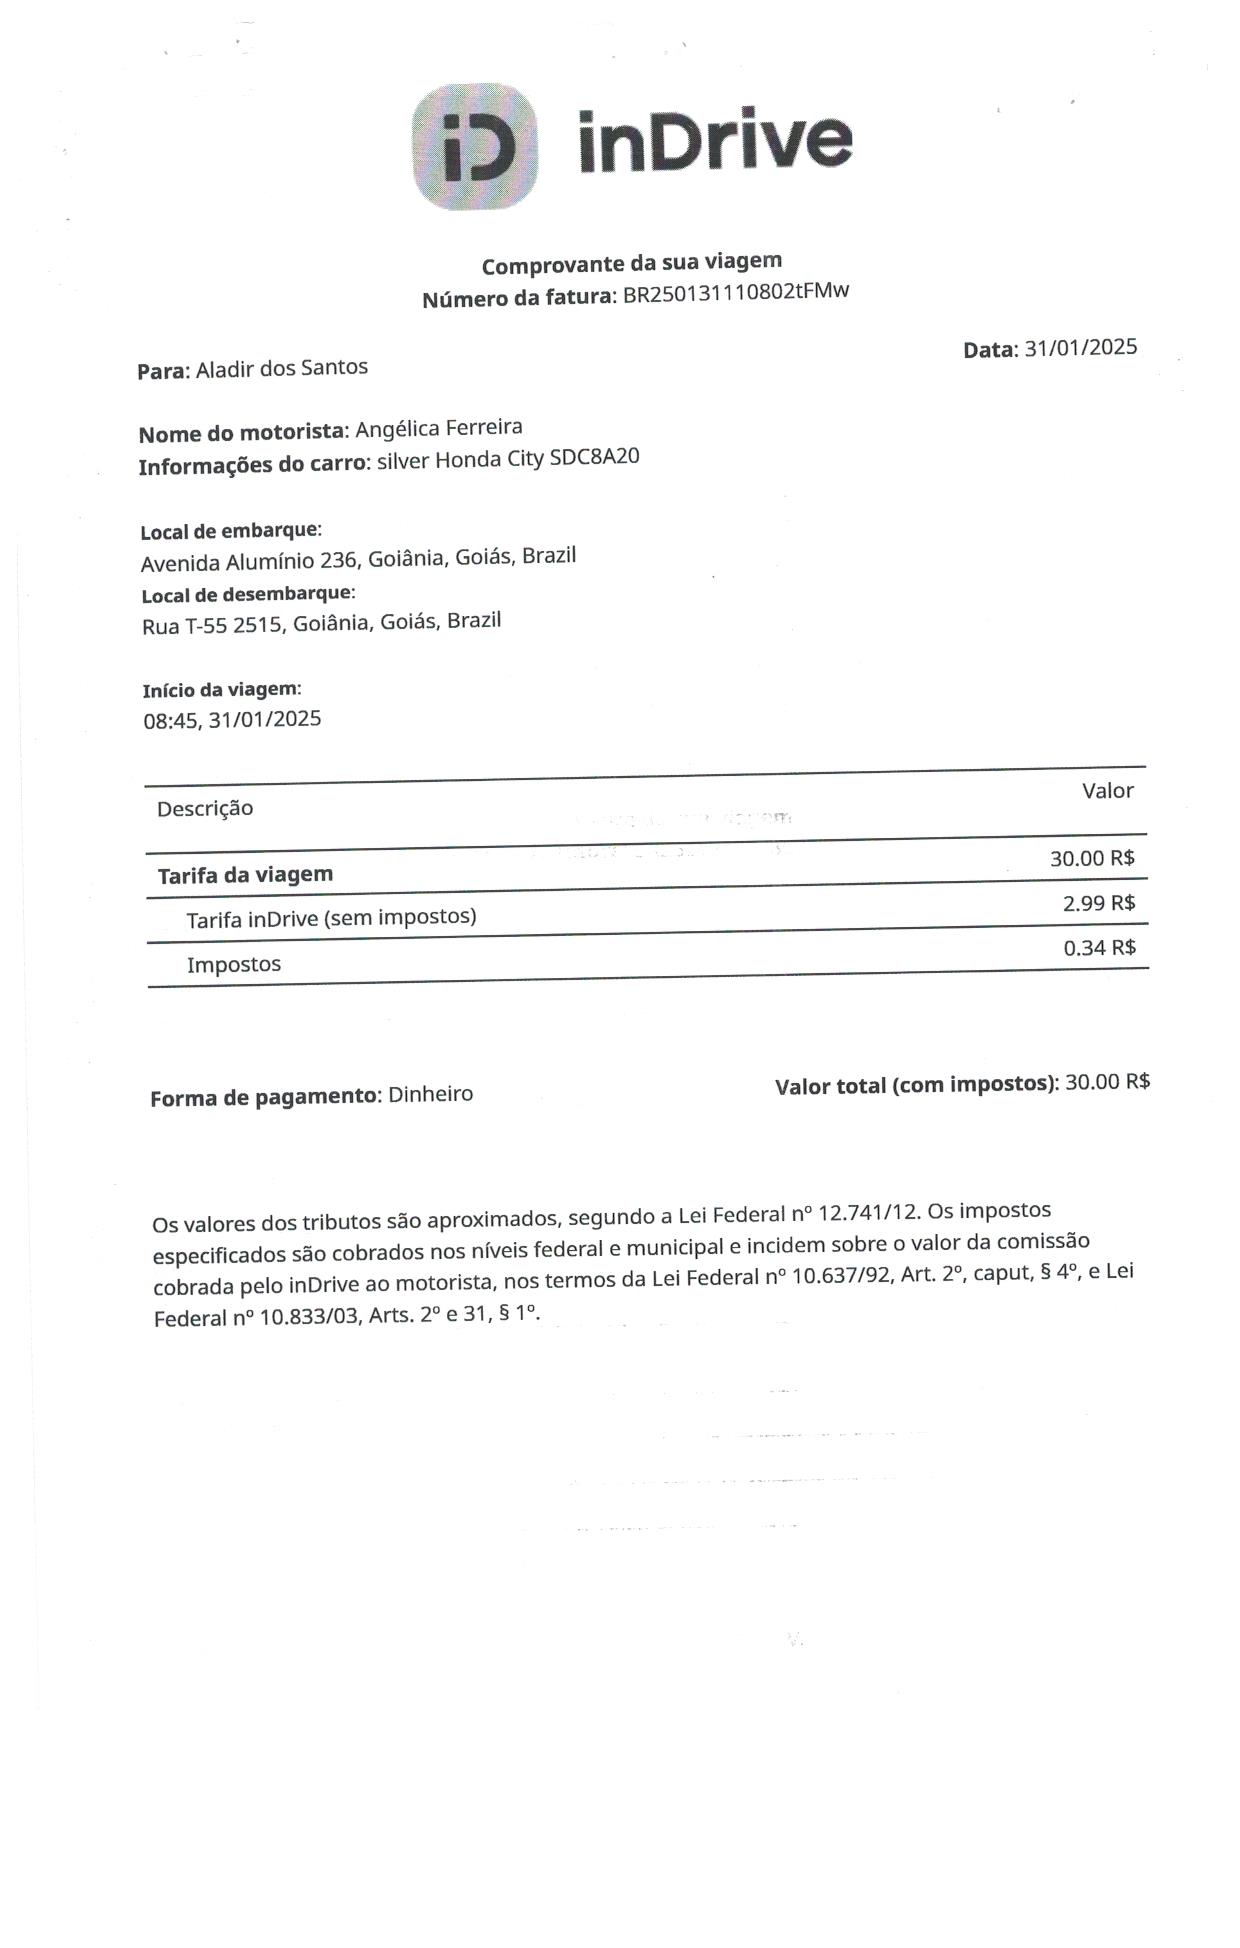 iD inDrive
Comprovante da sua viagem
Número da fatura: BR250131110802tFMw
Data: 31/01/2025
Para: Aladir dos Santos
Nome do motorista: Angélica Ferreira
Informações do carro: silver Honda City SDC8A20
Local de embarque:
Avenida Alumínio 236, Goiânia, Goiás, Brazil
Local de desembarque:
Rua T-55 2515, Goiânia, Goiás, Brazil
Início da viagem:
08:45, 31/01/2025
Descrição Valor
Tarifa da viagem 30.00 R$
Tarifa inDrive (sem impostos) 2.99 R$
Impostos 0.34 R$
Forma de pagamento: Dinheiro Valor total (com impostos): 30.00 R$
Os valores dos tributos são aproximados, segundo a Lei Federal nº 12.741/12. Os impostos
especificados são cobrados nos níveis federal e municipal e incidem sobre o valor da comissão
cobrada pelo inDrive ao motorista, nos termos da Lei Federal nº 10.637/92, Art. 2º, caput, § 4º, e Lei
Federal nº 10.833/03, Arts. 2º e 31, § 1º.